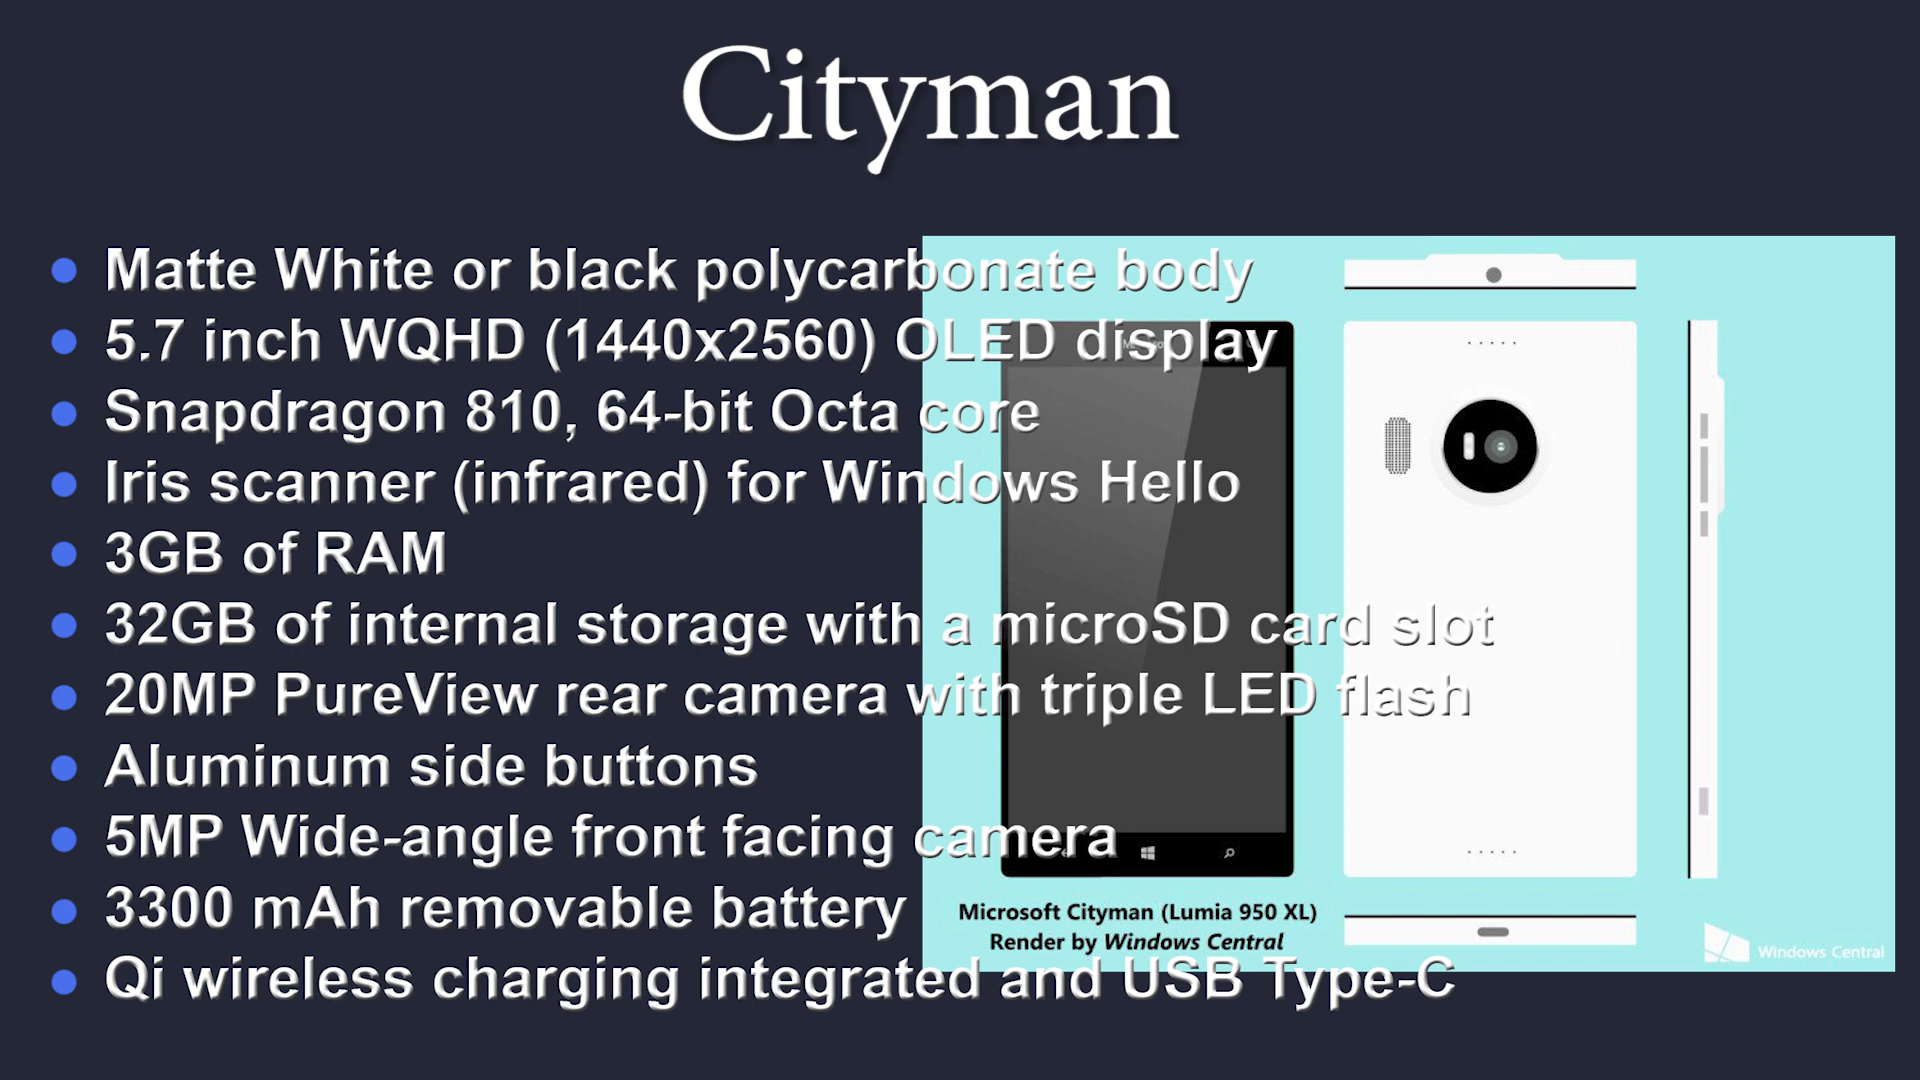 Cityman
Matte White or black polycarbonate body
5.7 inch WQHD (1440x2560) OLED display
Snapdragon 810, 64-bit Octa core
Iris scanner (infrared) for Windows Hello
3GB of RAM
32GB of internal storage with a microSD card slot
20MP PureView rear camera with triple LED flash
Aluminum side buttons
5MP Wide-angle front facing camera
3300 mAh removable battery
Qi wireless charging integrated and USB Type-C
Microsoft Cityman (Lumia 950 XL)
Render by Windows Central
Windows Central